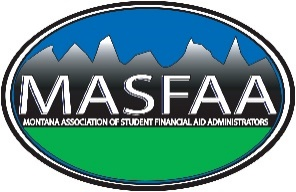 MASFAA
MONTANA ASSOCIATION OF STUDENT FINANCIAL AID ADMINISTRATORS